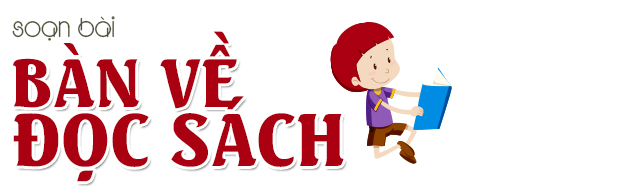 soạn bài
BÀN VỀ
ĐỌC SÁCH